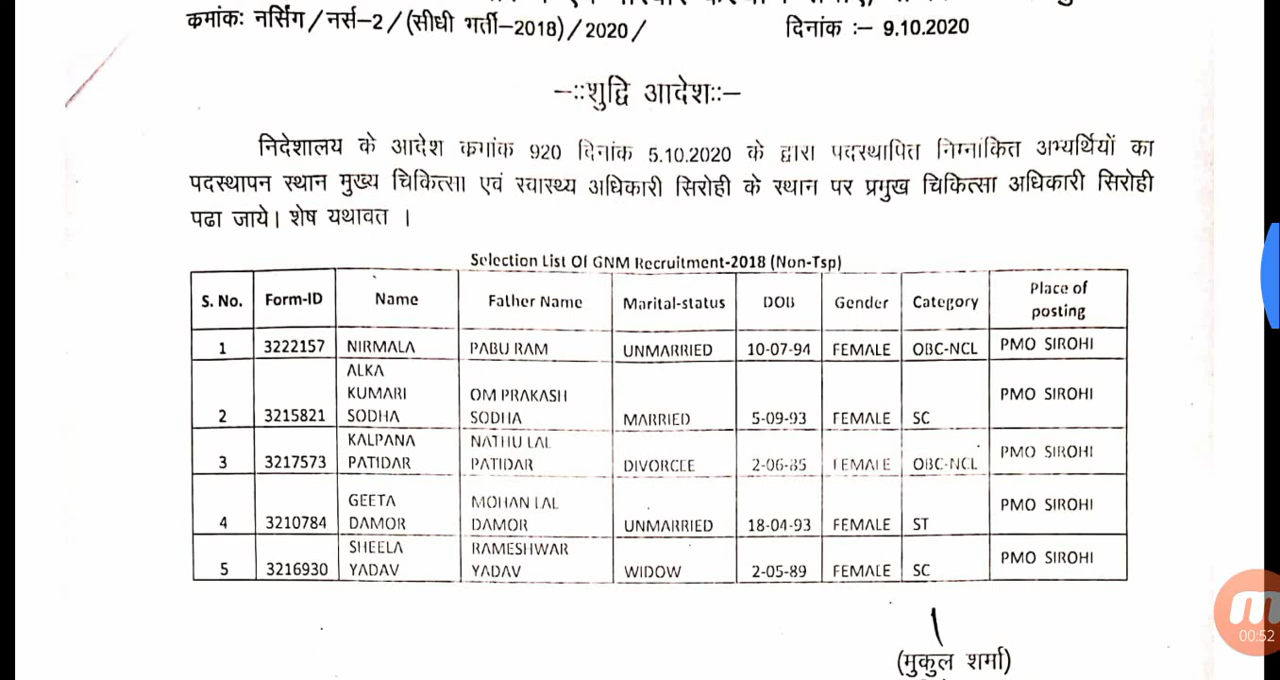 क्रमांकः नर्सिंग/नर्स-2/(सीधी भर्ती-2018)/2020/ दिनांक :- 9.10.2020
-::शुद्धि आदेश::-
निदेशालय के आदेश क्रमांक 920 दिनांक 5.10.2020 के द्वारा पदस्थापित निम्नांकित अभ्यर्थियों का
पदस्थापन स्थान मुख्य चिकित्सा एवं स्वास्थ्य अधिकारी सिरोही के स्थान पर प्रमुख चिकित्सा अधिकारी सिरोही
पढा जाये। शेष यथावत ।
Selection List Of GNM Recruitment-2018 (Non-Tsp)
S. No. Form-ID Name Father Name Marital-status DOB Gender Category Place of posting
1 3222157 NIRMALA PABU RAM UNMARRIED 10-07-94 FEMALE OBC-NCL PMO SIROHI
2 3215821 ALKA KUMARI SODHA OM PRAKASH SODHA MARRIED 5-09-93 FEMALE SC PMO SIROHI
3 3217573 KALPANA PATIDAR NATHU LAL PATIDAR DIVORCEE 2-06-85 FEMALE OBC-NCL PMO SIROHI
4 3210784 GEETA DAMOR MOHAN LAL DAMOR UNMARRIED 18-04-93 FEMALE ST PMO SIROHI
5 3216930 SHEELA YADAV RAMESHWAR YADAV WIDOW 2-05-89 FEMALE SC PMO SIROHI
(मुकुल शर्मा)
00:52